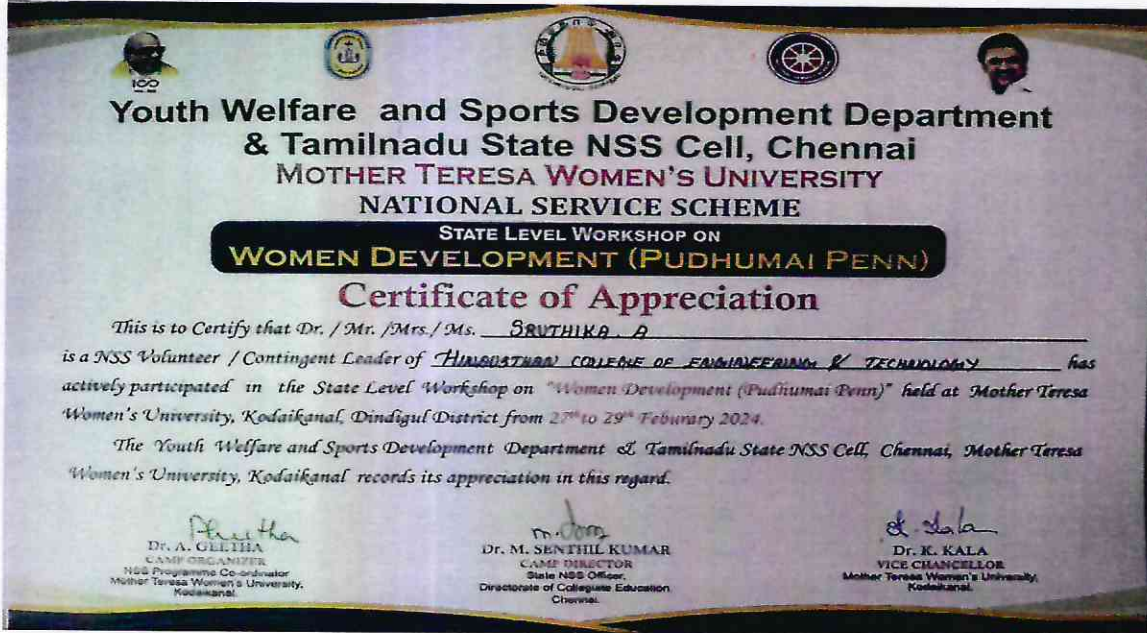 100
Youth Welfare and Sports Development Department
& Tamilnadu State NSS Cell, Chennai
MOTHER TERESA WOMEN'S UNIVERSITY
NATIONAL SERVICE SCHEME
STATE LEVEL WORKSHOP ON
WOMEN DEVELOPMENT (PUDHUMAI PENN)
Certificate of Appreciation
This is to Certify that Dr. / Mr. /Mrs./ Ms. SRUTHIKA. A
is a NSS Volunteer / Contingent Leader of HINDUSTHAN COLLEGE OF ENGINEERING & TECHNOLOGY has
actively participated in the State Level Workshop on "Women Development (Pudhumai Penn)" held at Mother Teresa
Women's University, Kodaikanal, Dindigul District from 27th to 29th Feburary 2024.
The Youth Welfare and Sports Development Department & Tamilnadu State NSS Cell, Chennai, Mother Teresa
Women's University, Kodaikanal records its appreciation in this regard.
Dr. A. GEETHA
CAMP ORGANIZER
NSS Programme Co-ordinator
Mother Teresa Women's University,
Kodaikanal.
Dr. M. SENTHIL KUMAR
CAMP DIRECTOR
State NSS Officer,
Directorate of Collegiate Education
Chennai.
Dr. K. KALA
VICE CHANCELLOR
Mother Teresa Women's University,
Kodaikanal.